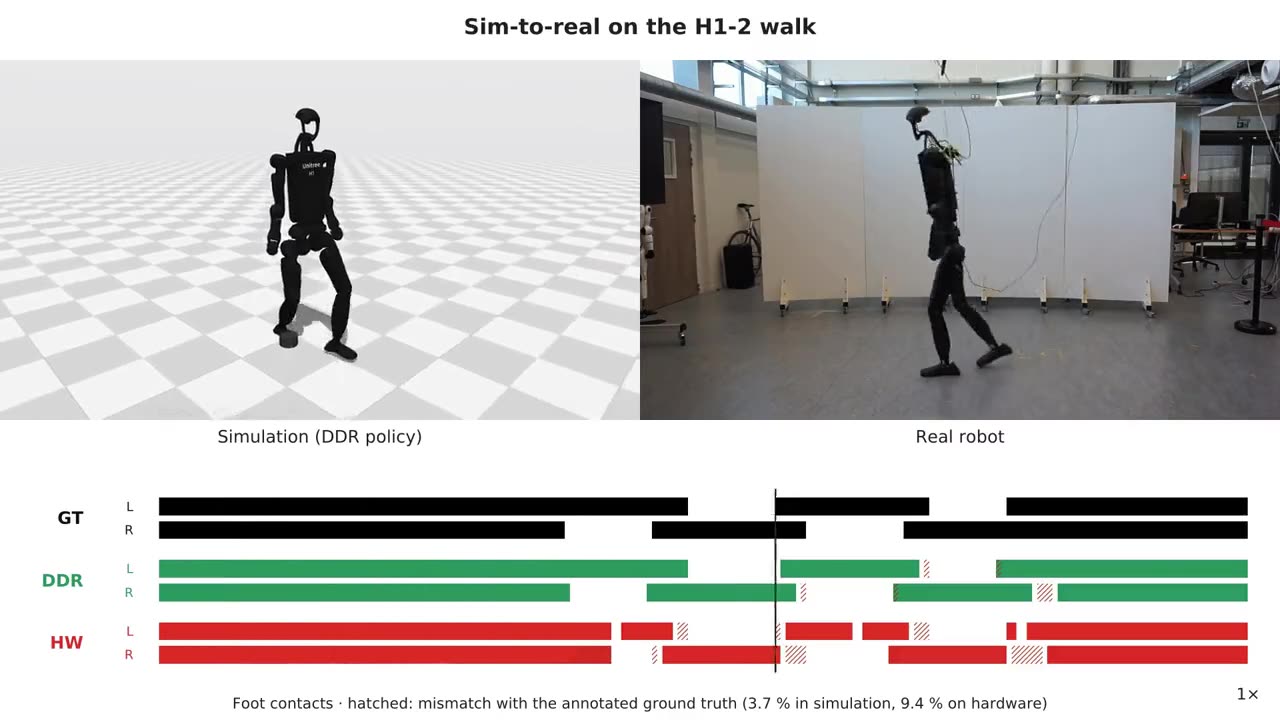 Sim-to-real on the H1-2 walk
Unitree
H1
Simulation (DDR policy)
Real robot
GT
L
R
DDR
L
R
HW
L
R
Foot contacts · hatched: mismatch with the annotated ground truth (3.7 % in simulation, 9.4 % on hardware)
1×